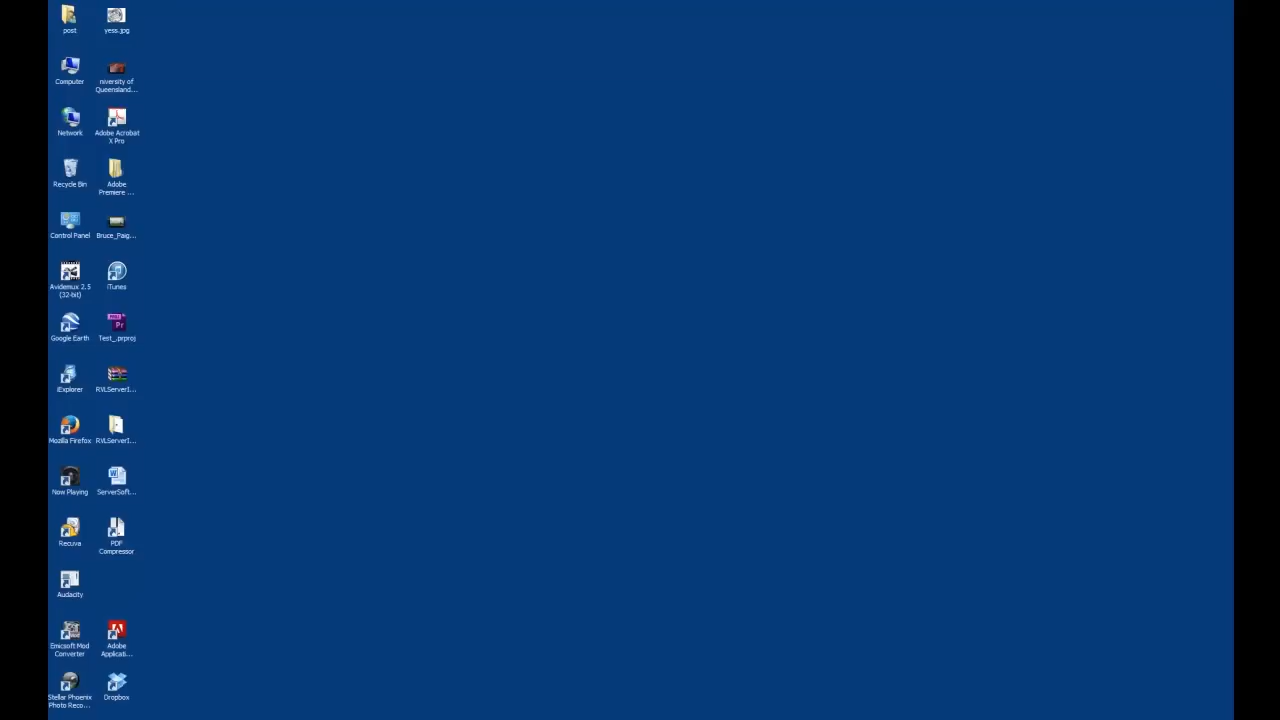 post
yess.jpg
Computer
niversity of
Queensland...
Network
Adobe Acrobat
X Pro
Recycle Bin
Adobe
Premiere ...
Control Panel
Bruce_Paig...
Avidemux 2.5
(32-bit)
iTunes
Google Earth
Test_.prproj
iExplorer
RYLServerI...
Mozilla Firefox
RYLServerI...
Now Playing
ServerSoft...
Recuva
PDF
Compressor
Audacity
Emicsoft Mod
Converter
Adobe
Applicati...
Stellar Phoenix
Photo Reco...
Dropbox